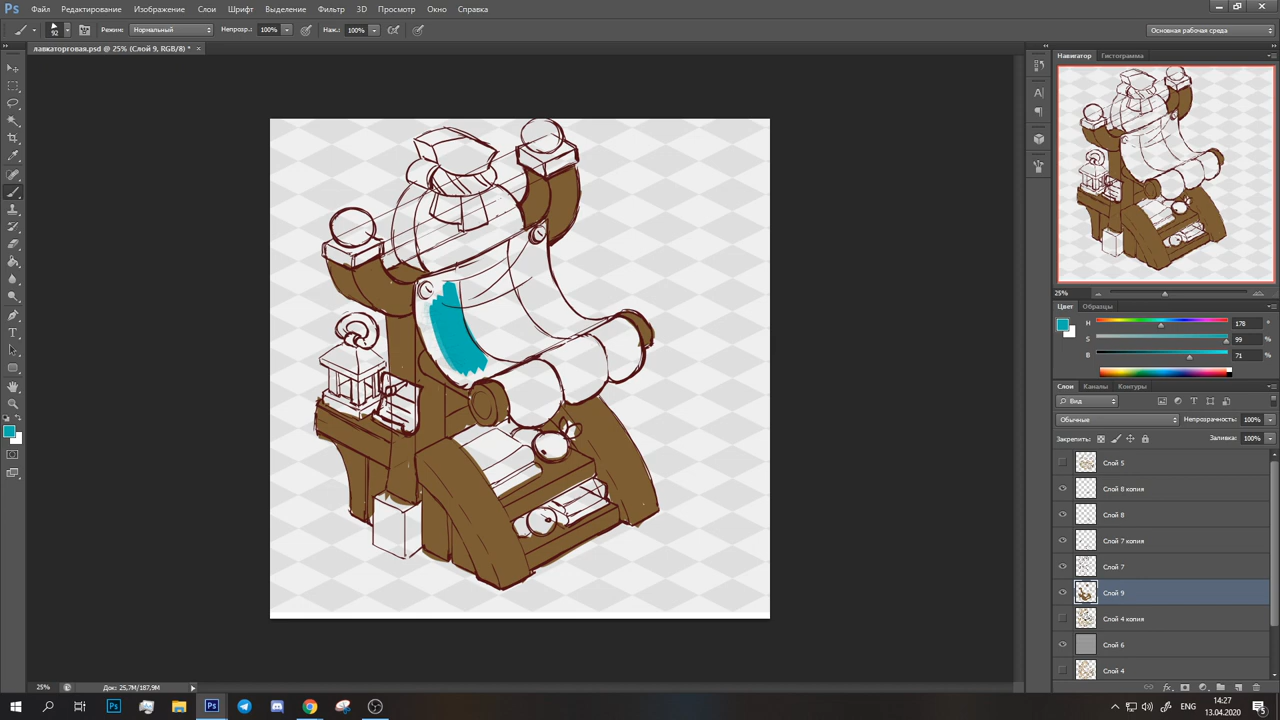 Ps Файл Редактирование Изображение Слои Шрифт Выделение Фильтр 3D Просмотр Окно Справка
92 Режим: Нормальный Непрозр.: 100% Наж.: 100% Основная рабочая среда
лавкаторговая.psd @ 25% (Слой 9, RGB/8) * ×
Навигатор Гистограмма
25%
Цвет Образцы
H 178 °
S 99 %
B 71 %
Слои Каналы Контуры
Вид
Обычные Непрозрачность: 100%
Закрепить: Заливка: 100%
Слой 5
Слой 8 копия
Слой 8
Слой 7 копия
Слой 7
Слой 9
Слой 4 копия
Слой 6
Слой 4
25% Док: 25,7M/187,9M
Ps Ps ENG 14:27
13.04.2020 5